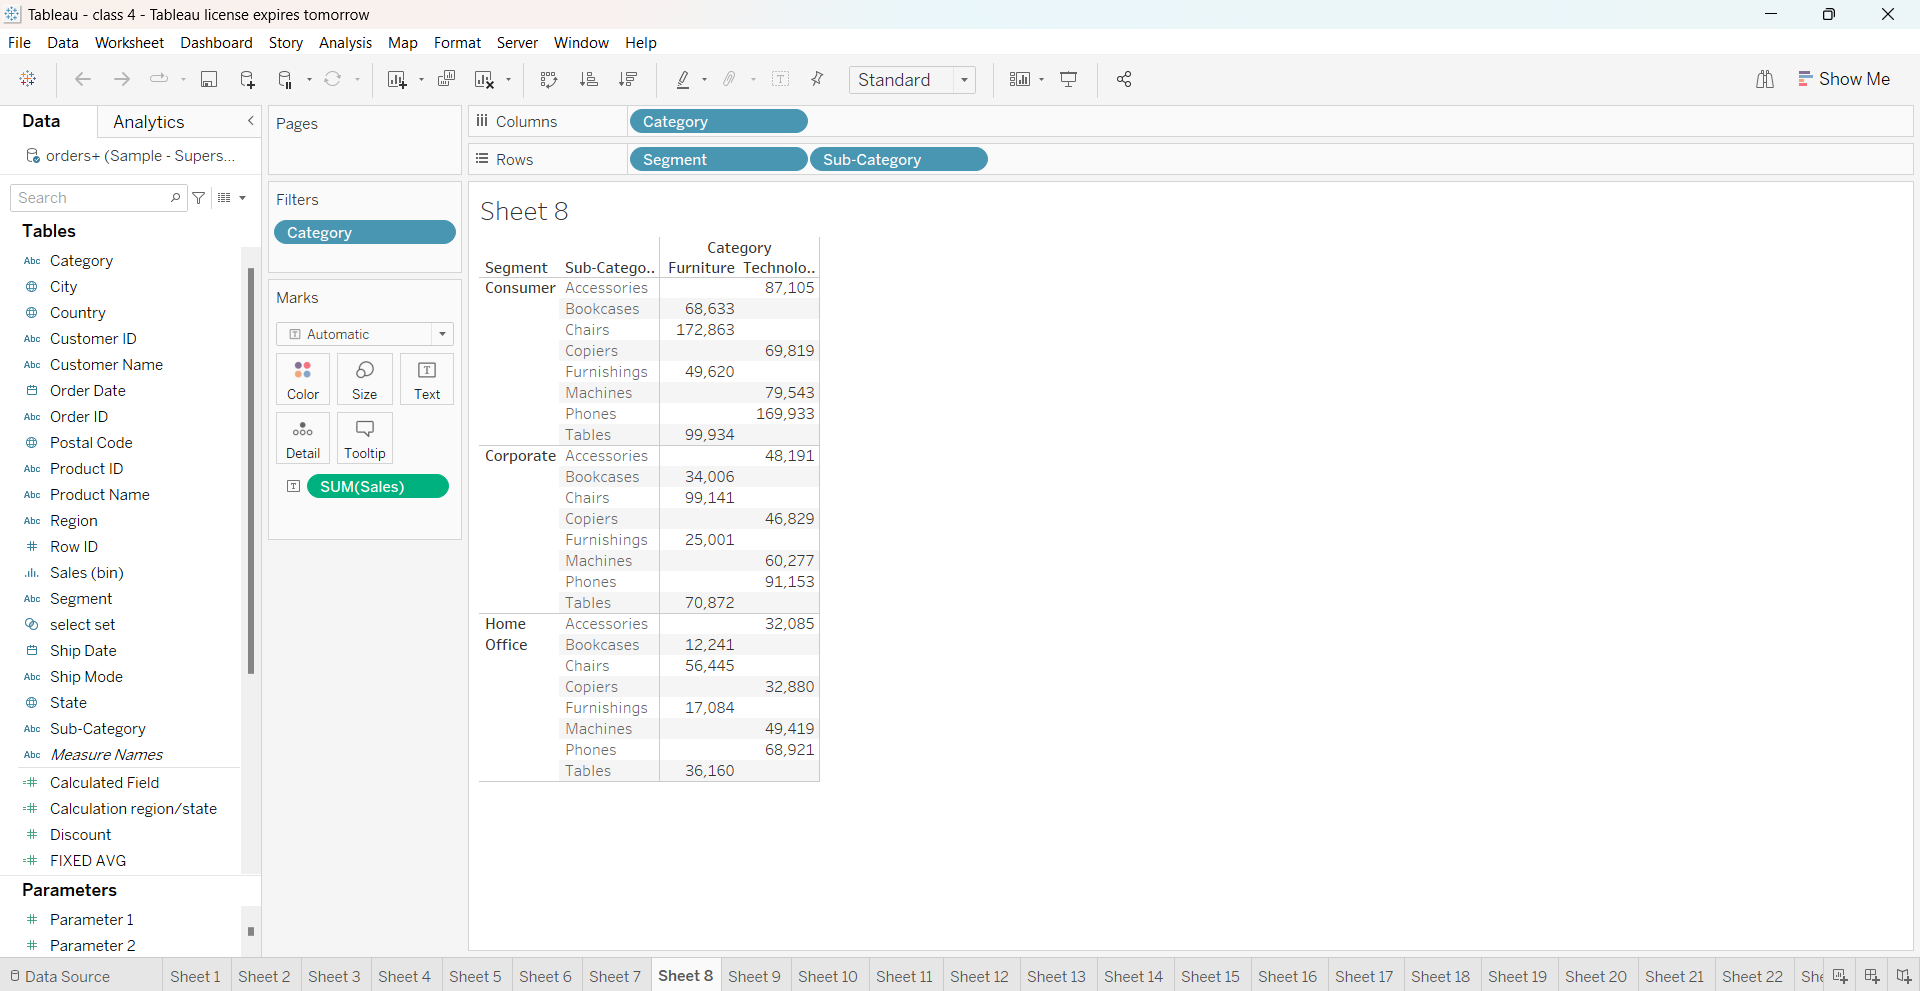 Tableau - class 4 - Tableau license expires tomorrow
File Data Worksheet Dashboard Story Analysis Map Format Server Window Help
Standard
Show Me
Data Analytics
orders+ (Sample - Supers...
Search
Tables
Abc Category
City
Country
Abc Customer ID
Abc Customer Name
Order Date
Abc Order ID
Postal Code
Abc Product ID
Abc Product Name
Abc Region
# Row ID
Sales (bin)
Abc Segment
select set
Ship Date
Abc Ship Mode
State
Abc Sub-Category
Abc Measure Names
=# Calculated Field
=# Calculation region/state
# Discount
=# FIXED AVG
Parameters
# Parameter 1
# Parameter 2
Pages
Filters
Category
Marks
T Automatic
Color Size T Text
Detail Tooltip
T SUM(Sales)
Columns Category
Rows Segment Sub-Category
Sheet 8
Category
Segment Sub-Catego.. Furniture Technolo..
Consumer Accessories 87,105
Bookcases 68,633
Chairs 172,863
Copiers 69,819
Furnishings 49,620
Machines 79,543
Phones 169,933
Tables 99,934
Corporate Accessories 48,191
Bookcases 34,006
Chairs 99,141
Copiers 46,829
Furnishings 25,001
Machines 60,277
Phones 91,153
Tables 70,872
Home Accessories 32,085
Office Bookcases 12,241
Chairs 56,445
Copiers 32,880
Furnishings 17,084
Machines 49,419
Phones 68,921
Tables 36,160
Data Source Sheet 1 Sheet 2 Sheet 3 Sheet 4 Sheet 5 Sheet 6 Sheet 7 Sheet 8 Sheet 9 Sheet 10 Sheet 11 Sheet 12 Sheet 13 Sheet 14 Sheet 15 Sheet 16 Sheet 17 Sheet 18 Sheet 19 Sheet 20 Sheet 21 Sheet 22 She